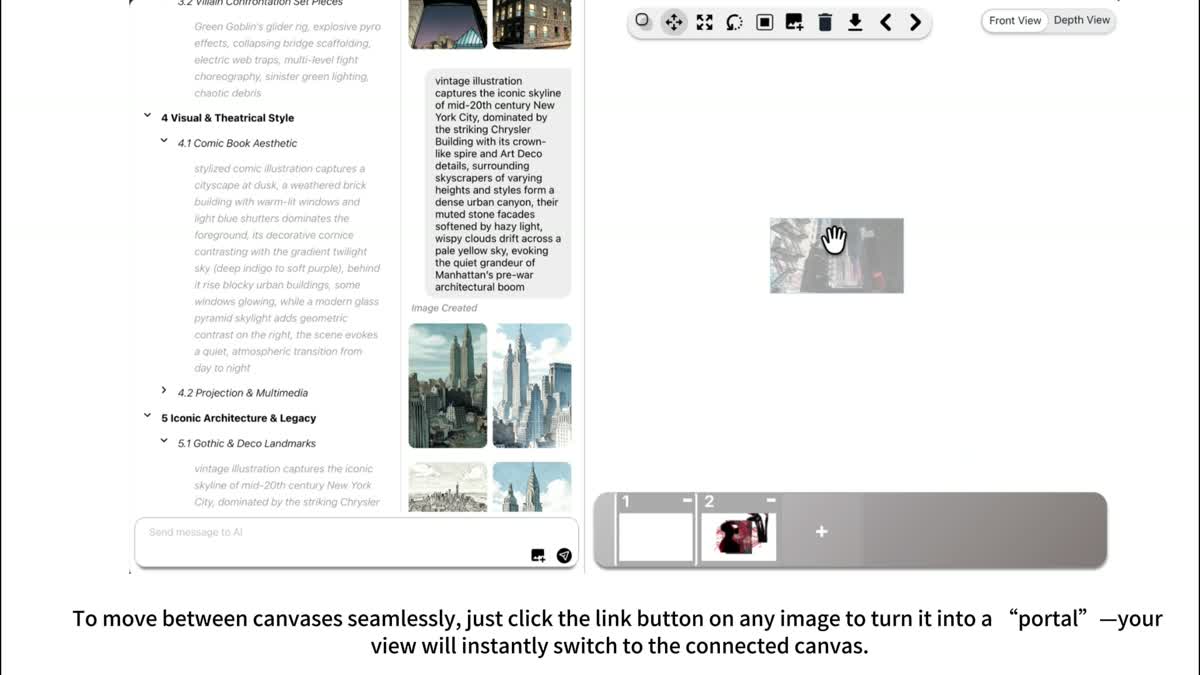 3.2 Villain Confrontation Set Pieces
Green Goblin's glider rig, explosive pyro
effects, collapsing bridge scaffolding,
electric web traps, multi-level fight
choreography, sinister green lighting,
chaotic debris
4 Visual & Theatrical Style
4.1 Comic Book Aesthetic
stylized comic illustration captures a
cityscape at dusk, a weathered brick
building with warm-lit windows and
light blue shutters dominates the
foreground, its decorative cornice
contrasting with the gradient twilight
sky (deep indigo to soft purple), behind
it rise blocky urban buildings, some
windows glowing, while a modern glass
pyramid skylight adds geometric
contrast on the right, the scene evokes
a quiet, atmospheric transition from
day to night
4.2 Projection & Multimedia
5 Iconic Architecture & Legacy
5.1 Gothic & Deco Landmarks
vintage illustration captures the iconic
skyline of mid-20th century New York
City, dominated by the striking Chrysler
Send message to AI
vintage illustration
captures the iconic skyline
of mid-20th century New
York City, dominated by
the striking Chrysler
Building with its crown-
like spire and Art Deco
details, surrounding
skyscrapers of varying
heights and styles form a
dense urban canyon, their
muted stone facades
softened by hazy light,
wispy clouds drift across a
pale yellow sky, evoking
the quiet grandeur of
Manhattan's pre-war
architectural boom
Image Created
Front View
Depth View
1
2
To move between canvases seamlessly, just click the link button on any image to turn it into a “portal”—your
view will instantly switch to the connected canvas.